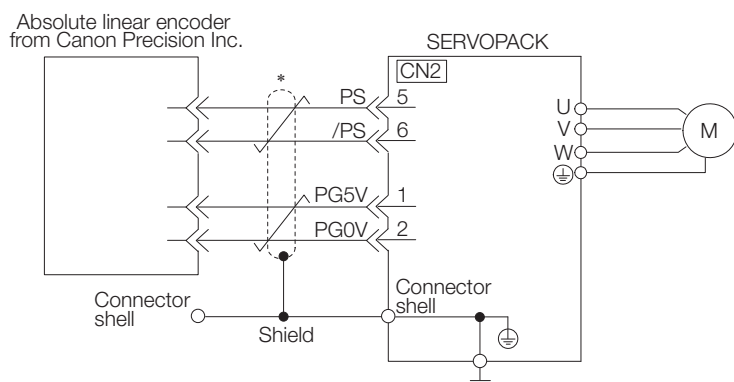 Absolute linear encoder
from Canon Precision Inc.
SERVOPACK
CN2
*
PS 5
/PS 6
PG5V 1
PG0V 2
U
V
W
M
Connector
shell
Shield
Connector
shell